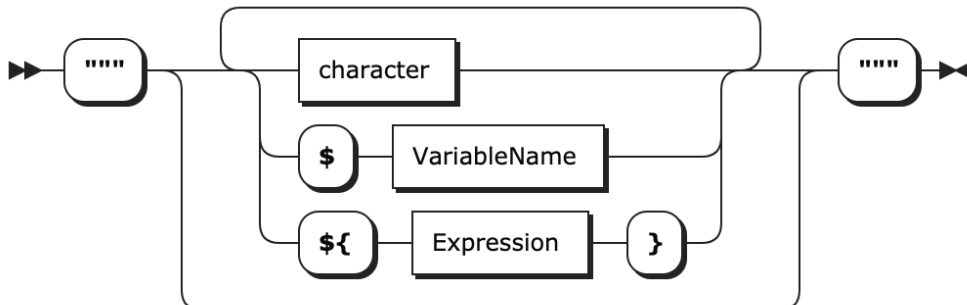 """ character """
$ VariableName
${ Expression }